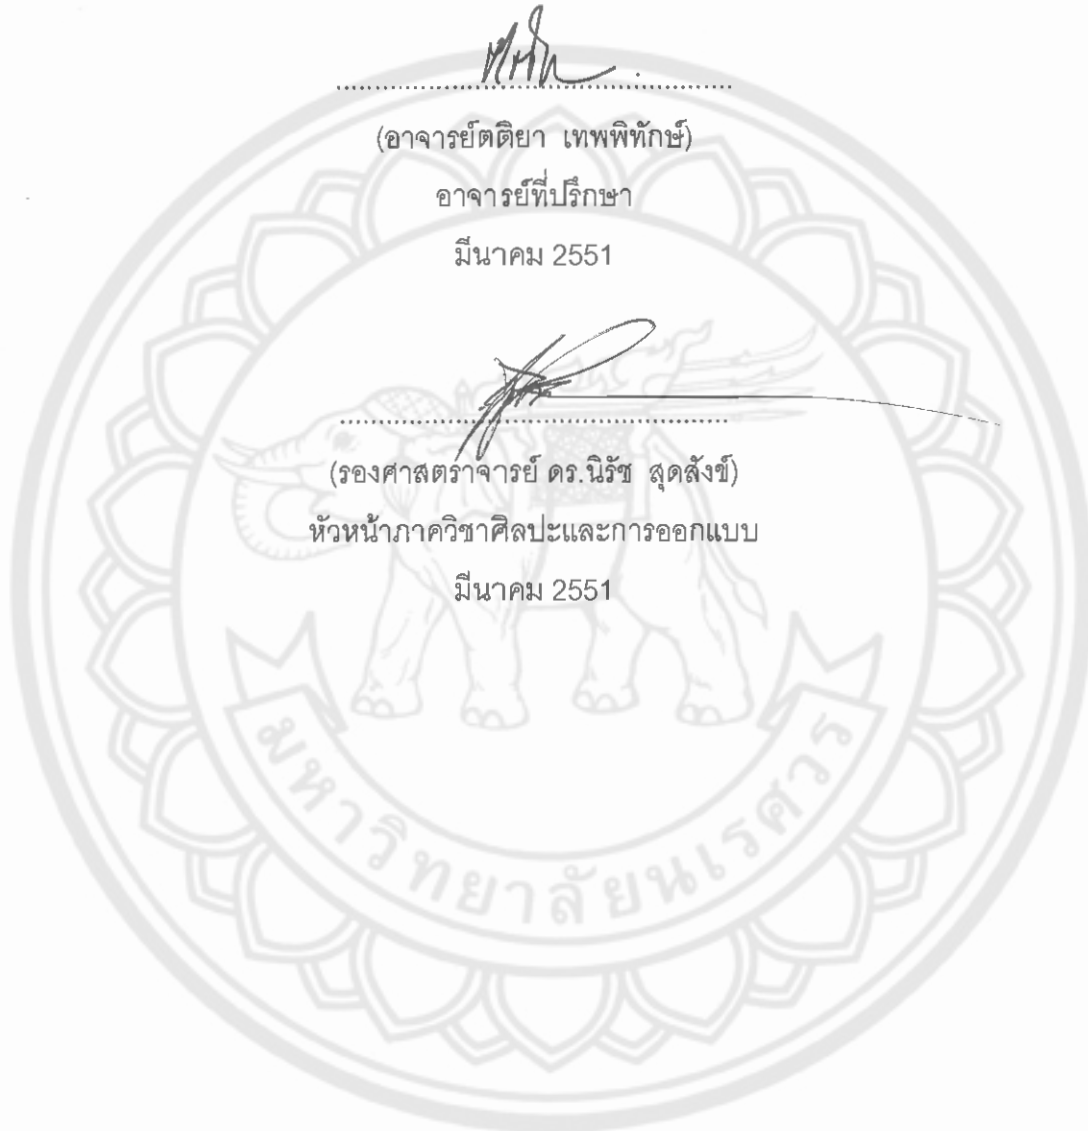 (อาจารย์ตติยา เทพพิทักษ์)
อาจารย์ที่ปรึกษา
มีนาคม 2551
(รองศาสตราจารย์ ดร.นิรัช สุดสังข์)
หัวหน้าภาควิชาศิลปะและการออกแบบ
มีนาคม 2551
มหาวิทยาลัยนเรศวร